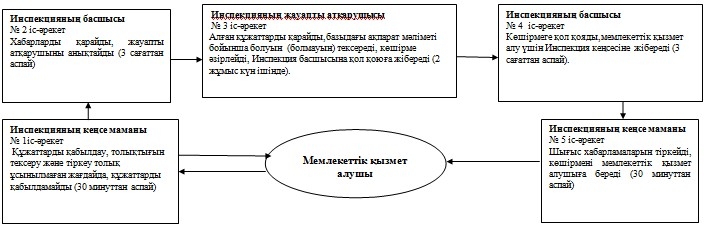 Инспекцияның басшысы
№ 2 іс-әрекет
Хабарларды қарайды, жауапты
атқарушыны анықтайды (3 сағаттан
аспай)
Инспекцияның жауапты атқарушысы
№ 3 іс-әрекет
Алған құжаттарды қарайды,базыдағы ақпарат мәліметі
бойынша болуын (болмауын) тексереді, көшірме
әзірлейді, Инспекция басшысына қол қоюға жібереді (2
жұмыс күн ішінде).
Инспекцияның басшысы
№ 4 іс-әрекет
Көшірмеге қол қояды,мемлекеттік қызмет
алу үшін Инспекция кеңсесіне жібереді (3
сағаттан аспай).
Инспекцияның кеңсе маманы
№ 1іс-әрекет
Құжаттарды қабылдау, толықтығын
тексеру және тіркеу толық
ұсынылмаған жағдайда, құжаттарды
қабылдамайды (30 минуттан аспай)
Мемлекеттік қызмет
алушы
Инспекцияның кеңсе маманы
№ 5 іс-әрекет
Шығыс хабарламаларын тіркейді,
көшірмені мемлекеттік қызмет
алушыға береді (30 минуттан
аспай)